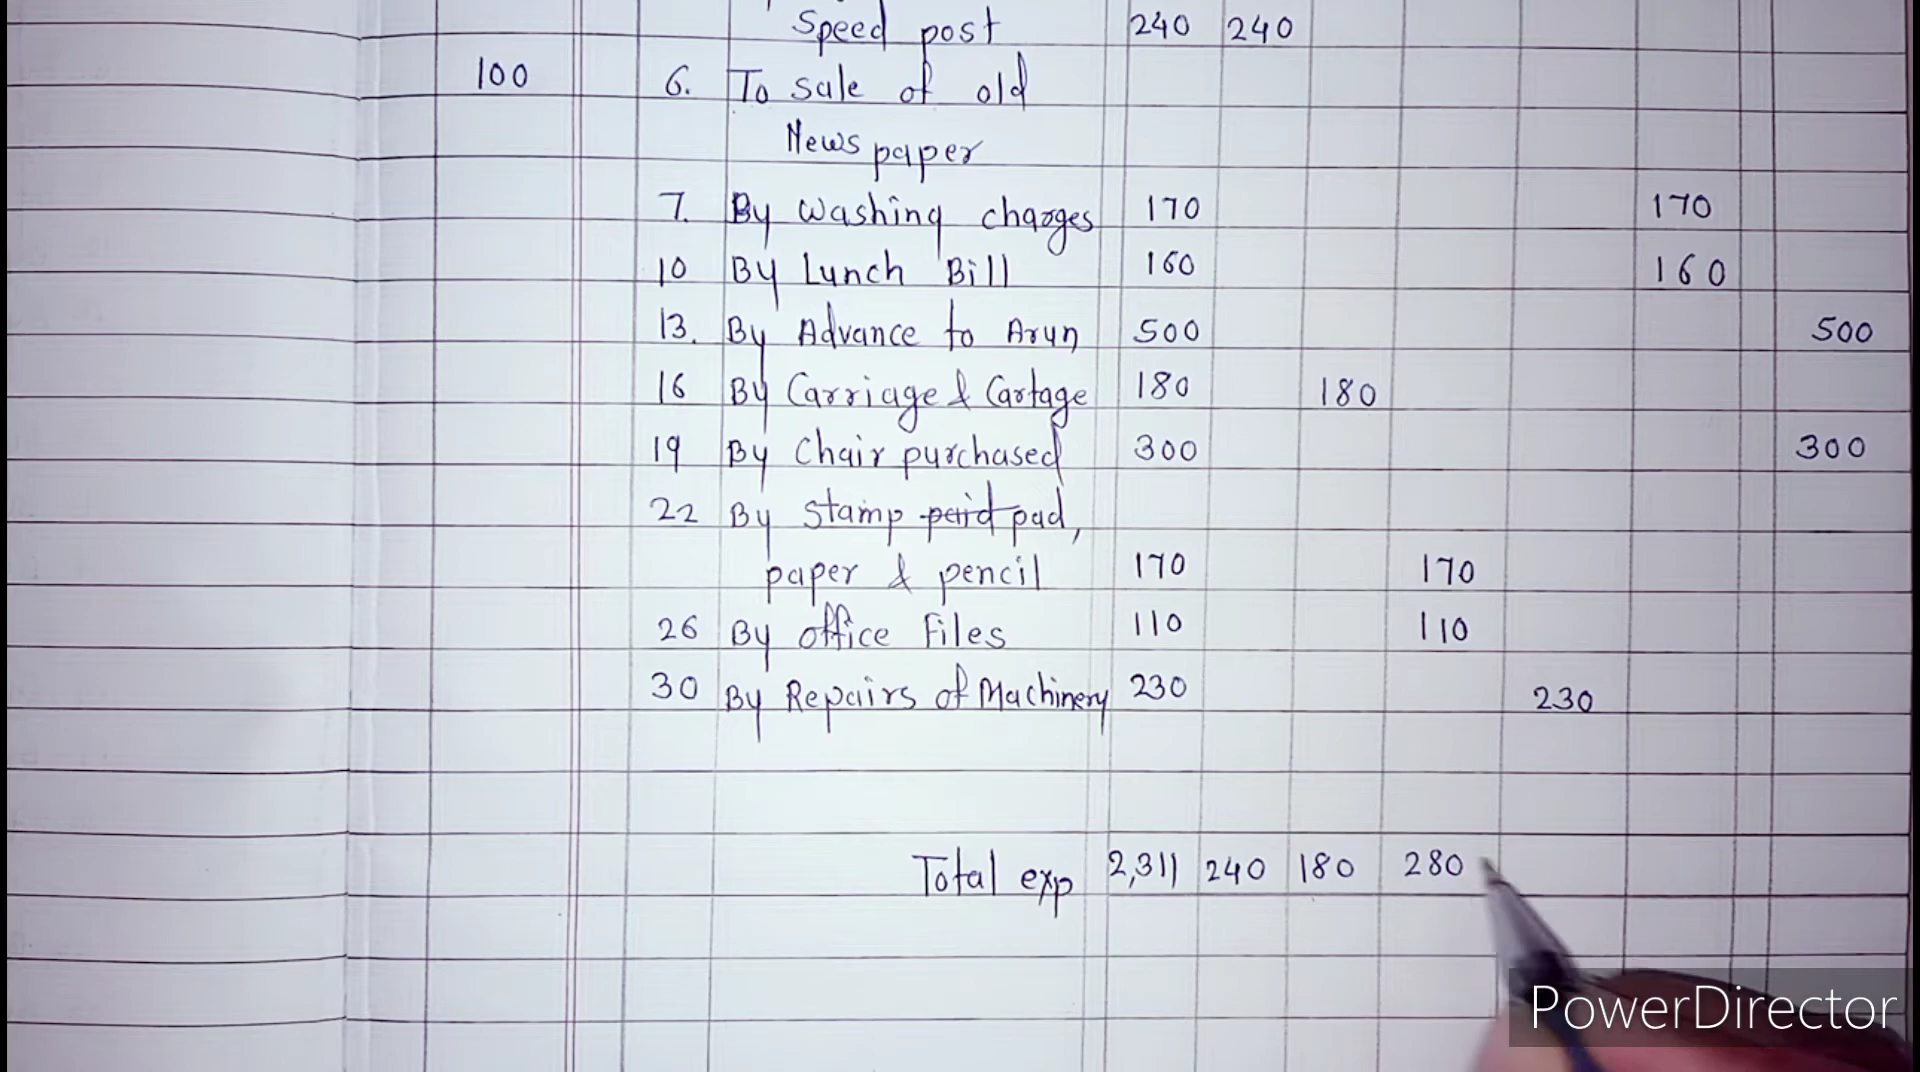 Speed post 240 240
100 6. To sale of old
News paper
7. By washing charges 170 170
10 By Lunch Bill 160 160
13. By Advance to Arun 500 500
16 By Carriage & Cartage 180 180
19 By Chair purchased 300 300
22 By stamp paid pad,
paper & pencil 170 170
26 By office Files 110 110
30 By Repairs of Machinery 230 230
Total exp 2,311 240 180 280
PowerDirector